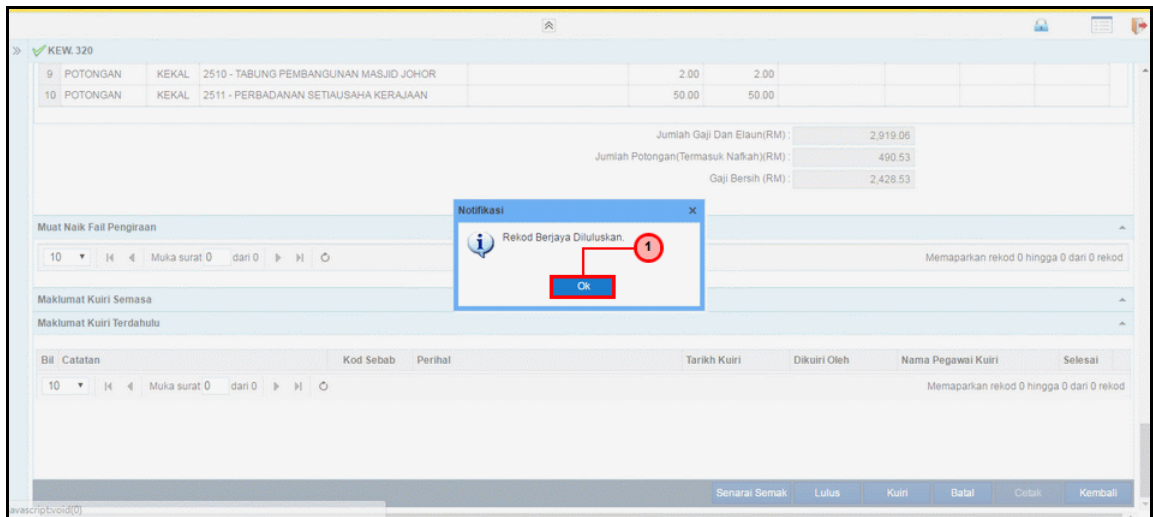 KEW. 320
9 POTONGAN KEKAL 2510 - TABUNG PEMBANGUNAN MASJID JOHOR 2.00 2.00
10 POTONGAN KEKAL 2511 - PERBADANAN SETIAUSAHA KERAJAAN 50.00 50.00
Jumlah Gaji Dan Elaun(RM) : 2,919.06
Jumlah Potongan(Termasuk Nafkah)(RM) : 490.53
Gaji Bersih (RM) : 2,428.53
Notifikasi x
Rekod Berjaya Diluluskan.
1
Ok
Muat Naik Fail Pengiraan
10 Muka surat 0 dari 0 Memaparkan rekod 0 hingga 0 dari 0 rekod
Maklumat Kuiri Semasa
Maklumat Kuiri Terdahulu
Bil Catatan Kod Sebab Perihal Tarikh Kuiri Dikuiri Oleh Nama Pegawai Kuiri Selesai
10 Muka surat 0 dari 0 Memaparkan rekod 0 hingga 0 dari 0 rekod
Senarai Semak Lulus Kuiri Batal Cetak Kembali
avascript:void(0)